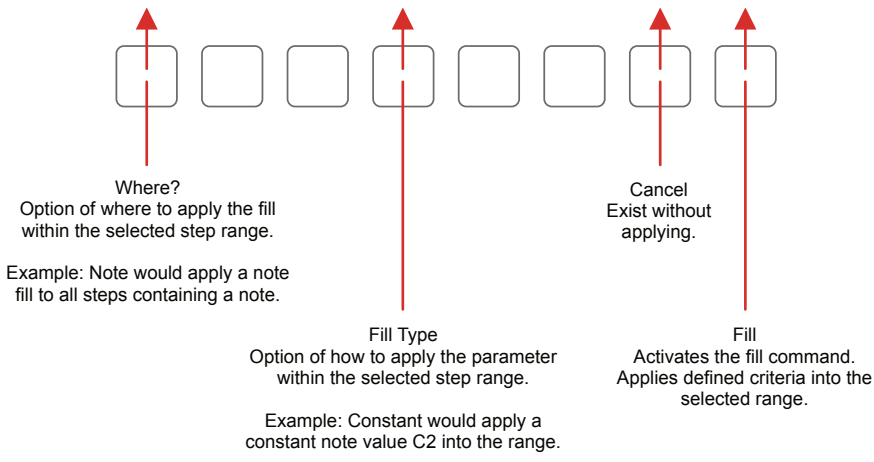 Where?
Option of where to apply the fill
within the selected step range.
Example: Note would apply a note
fill to all steps containing a note.
Cancel
Exist without
applying.
Fill Type
Option of how to apply the parameter
within the selected step range.
Example: Constant would apply a
constant note value C2 into the range.
Fill
Activates the fill command.
Applies defined criteria into the
selected range.